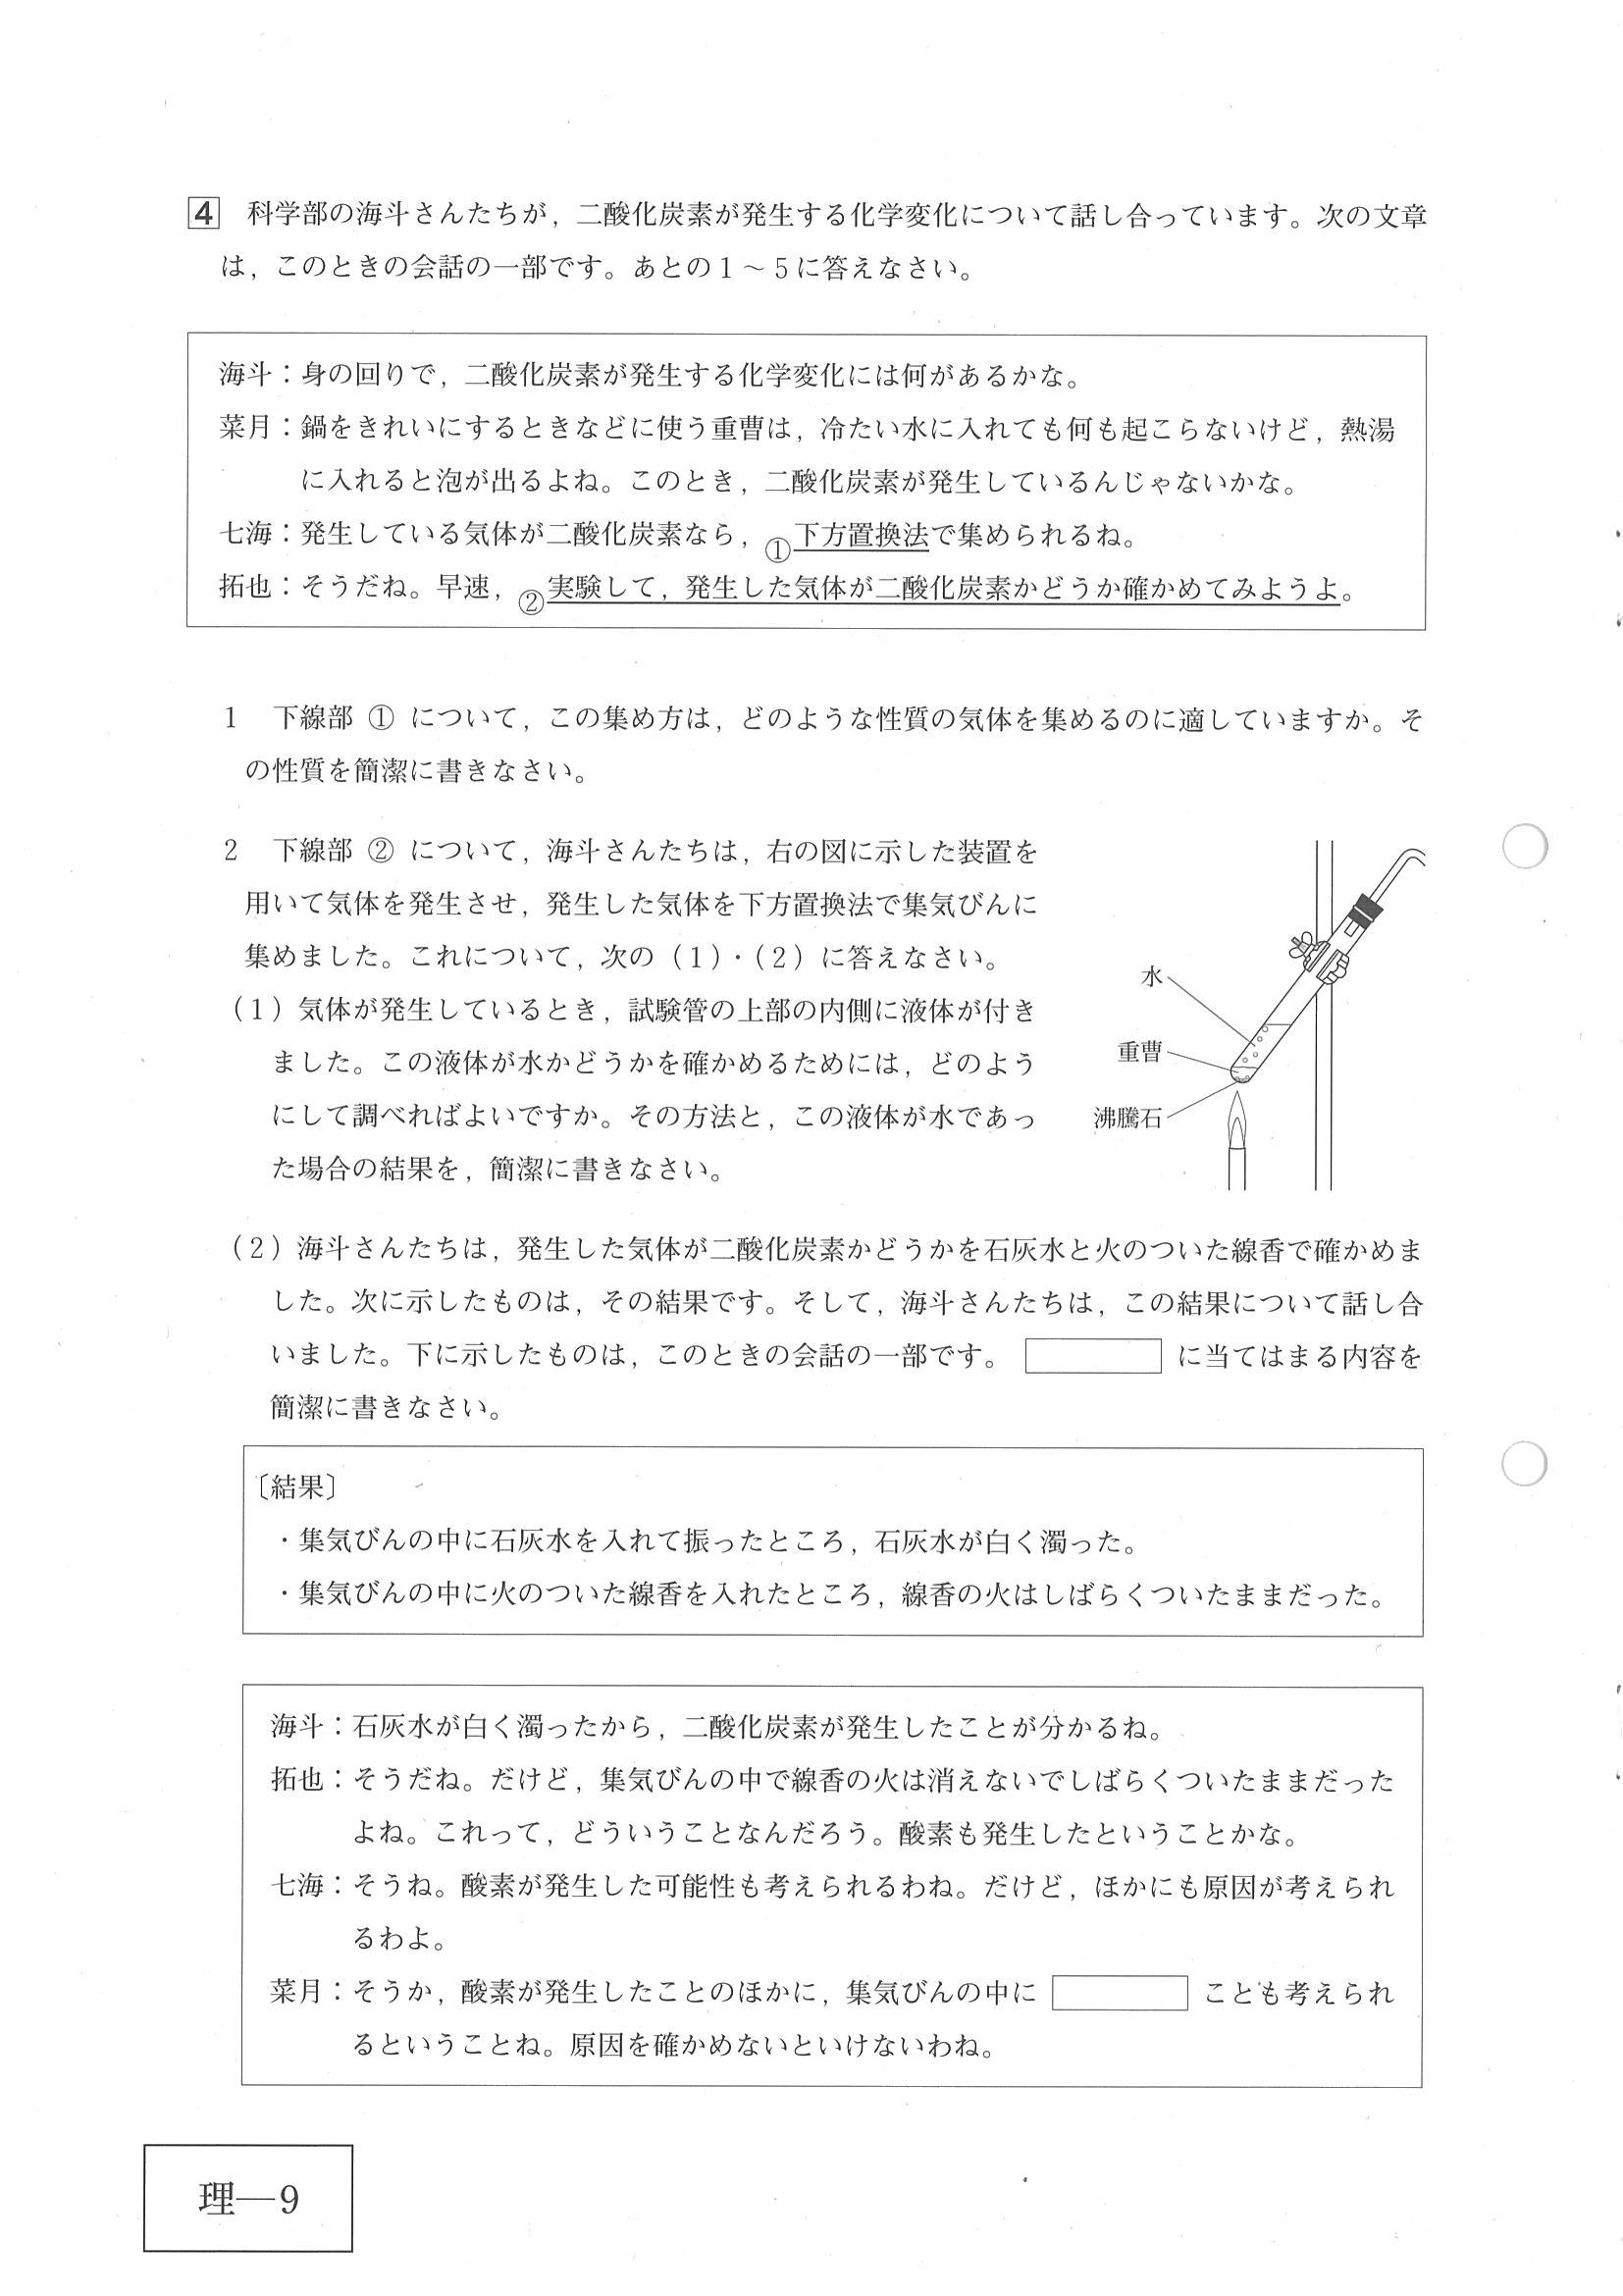 4 科学部の海斗さんたちが，二酸化炭素が発生する化学変化について話し合っています。次の文章
は，このときの会話の一部です。あとの１～５に答えなさい。
海斗：身の回りで，二酸化炭素が発生する化学変化には何があるかな。
菜月：鍋をきれいにするときなどに使う重曹は，冷たい水に入れても何も起こらないけど，熱湯
に入れると泡が出るよね。このとき，二酸化炭素が発生しているんじゃないかな。
七海：発生している気体が二酸化炭素なら，①下方置換法で集められるね。
拓也：そうだね。早速，②実験して，発生した気体が二酸化炭素かどうか確かめてみようよ。
１ 下線部 ① について，この集め方は，どのような性質の気体を集めるのに適していますか。そ
の性質を簡潔に書きなさい。
２ 下線部 ② について，海斗さんたちは，右の図に示した装置を
用いて気体を発生させ，発生した気体を下方置換法で集気びんに
集めました。これについて，次の（１）・（２）に答えなさい。
（１）気体が発生しているとき，試験管の上部の内側に液体が付き
ました。この液体が水かどうかを確かめるためには，どのよう
にして調べればよいですか。その方法と，この液体が水であっ
た場合の結果を，簡潔に書きなさい。
水
重曹
沸騰石
（２）海斗さんたちは，発生した気体が二酸化炭素かどうかを石灰水と火のついた線香で確かめま
した。次に示したものは，その結果です。そして，海斗さんたちは，この結果について話し合
いました。下に示したものは，このときの会話の一部です。 に当てはまる内容を
簡潔に書きなさい。
〔結果〕
・集気びんの中に石灰水を入れて振ったところ，石灰水が白く濁った。
・集気びんの中に火のついた線香を入れたところ，線香の火はしばらくついたままだった。
海斗：石灰水が白く濁ったから，二酸化炭素が発生したことが分かるね。
拓也：そうだね。だけど，集気びんの中で線香の火は消えないでしばらくついたままだった
よね。これって，どういうことなんだろう。酸素も発生したということかな。
七海：そうね。酸素が発生した可能性も考えられるわね。だけど，ほかにも原因が考えられ
るわよ。
菜月：そうか，酸素が発生したことのほかに，集気びんの中に ことも考えられ
るということね。原因を確かめないといけないわね。
理―9